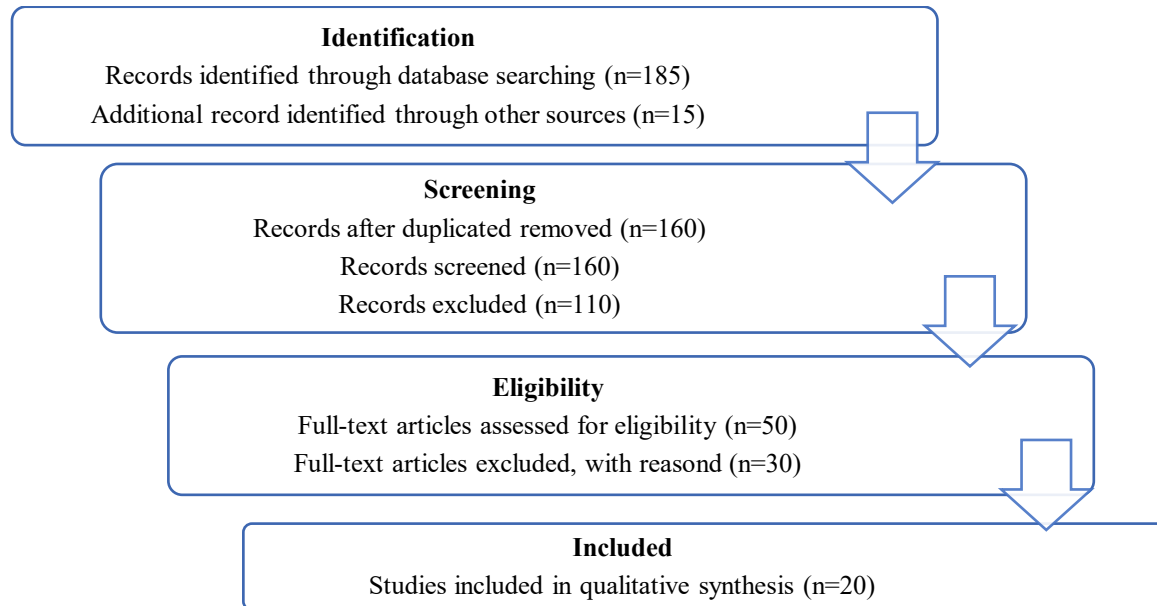 Identification
Records identified through database searching (n=185)
Additional record identified through other sources (n=15)
Screening
Records after duplicated removed (n=160)
Records screened (n=160)
Records excluded (n=110)
Eligibility
Full-text articles assessed for eligibility (n=50)
Full-text articles excluded, with reasond (n=30)
Included
Studies included in qualitative synthesis (n=20)